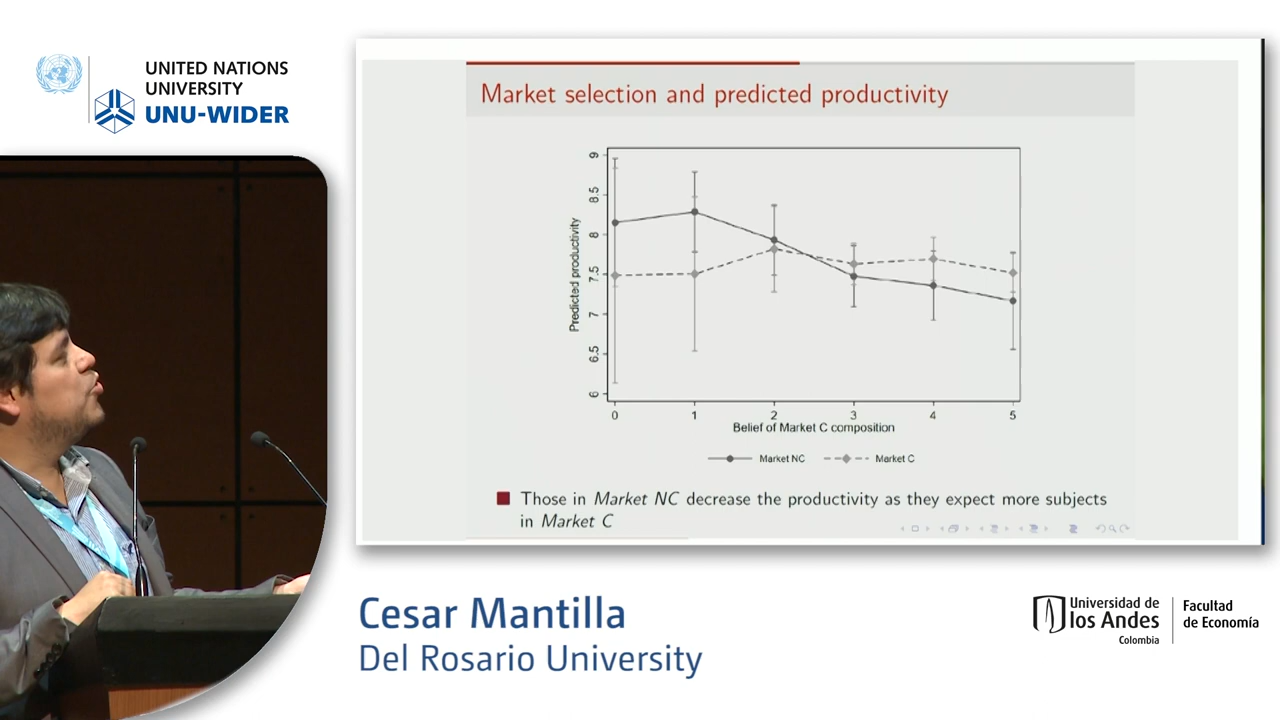 UNITED NATIONS
UNIVERSITY
UNU-WIDER
Market selection and predicted productivity
Predicted productivity
9
8.5
8
7.5
7
6.5
6
0 1 2 3 4 5
Belief of Market C composition
Market NC Market C
Those in Market NC decrease the productivity as they expect more subjects
in Market C
Cesar Mantilla
Del Rosario University
Universidad de
los Andes
Colombia
Facultad
de Economía